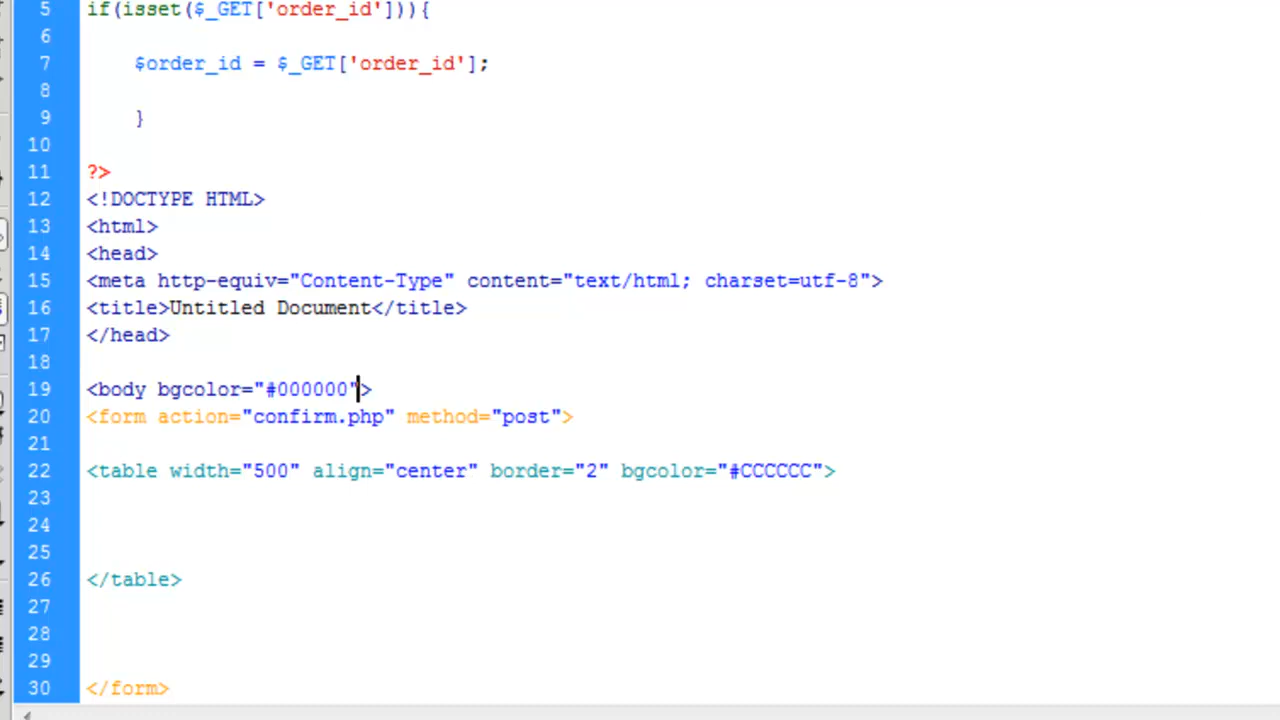 5 if(isset($_GET['order_id'])){
6
7 $order_id = $_GET['order_id'];
8
9 }
10
11 ?>
12 <!DOCTYPE HTML>
13 <html>
14 <head>
15 <meta http-equiv="Content-Type" content="text/html; charset=utf-8">
16 <title>Untitled Document</title>
17 </head>
18
19 <body bgcolor="#000000">
20 <form action="confirm.php" method="post">
21
22 <table width="500" align="center" border="2" bgcolor="#CCCCCC">
23
24
25
26 </table>
27
28
29
30 </form>